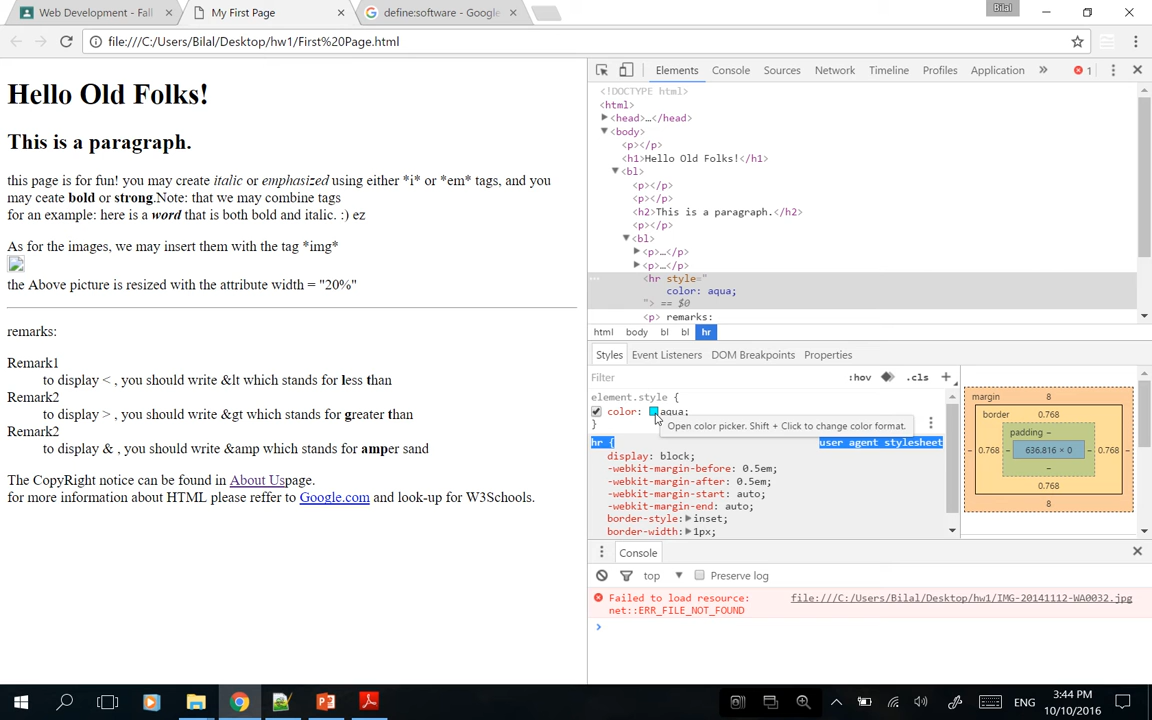 Web Development - Fall
My First Page
define:software - Google
Bilal
file:///C:/Users/Bilal/Desktop/hw1/First%20Page.html
Hello Old Folks!
This is a paragraph.
this page is for fun! you may create italic or emphasized using either *i* or *em* tags, and you
may ceate bold or strong.Note: that we may combine tags
for an example: here is a word that is both bold and italic. :) ez
As for the images, we may insert them with the tag *img*
the Above picture is resized with the attribute width = "20%"
remarks:
Remark1
to display < , you should write &lt which stands for less than
Remark2
to display > , you should write &gt which stands for greater than
Remark2
to display & , you should write &amp which stands for amper sand
The CopyRight notice can be found in About Uspage.
for more information about HTML please reffer to Google.com and look-up for W3Schools.
Elements Console Sources Network Timeline Profiles Application » 1
<!DOCTYPE html>
<html>
<head>…</head>
<body>
<p></p>
<h1>Hello Old Folks!</h1>
<bl>
<p></p>
<p></p>
<h2>This is a paragraph.</h2>
<p></p>
<bl>
<p>…</p>
<p>…</p>
<hr style="
color: aqua;
"> == $0
<p> remarks:
html body bl bl hr
Styles Event Listeners DOM Breakpoints Properties
Filter :hov .cls +
element.style {
color: aqua;
}
Open color picker. Shift + Click to change color format.
hr { user agent stylesheet
display: block;
-webkit-margin-before: 0.5em;
-webkit-margin-after: 0.5em;
-webkit-margin-start: auto;
-webkit-margin-end: auto;
border-style: inset;
border-width: 1px;
margin 8
border 0.768
padding -
- 0.768 - 636.816 × 0 - 0.768 -
-
0.768
8
Console
top Preserve log
Failed to load resource: file:///C:/Users/Bilal/Desktop/hw1/IMG-20141112-WA0032.jpg
net::ERR_FILE_NOT_FOUND
>
ENG
3:44 PM
10/10/2016